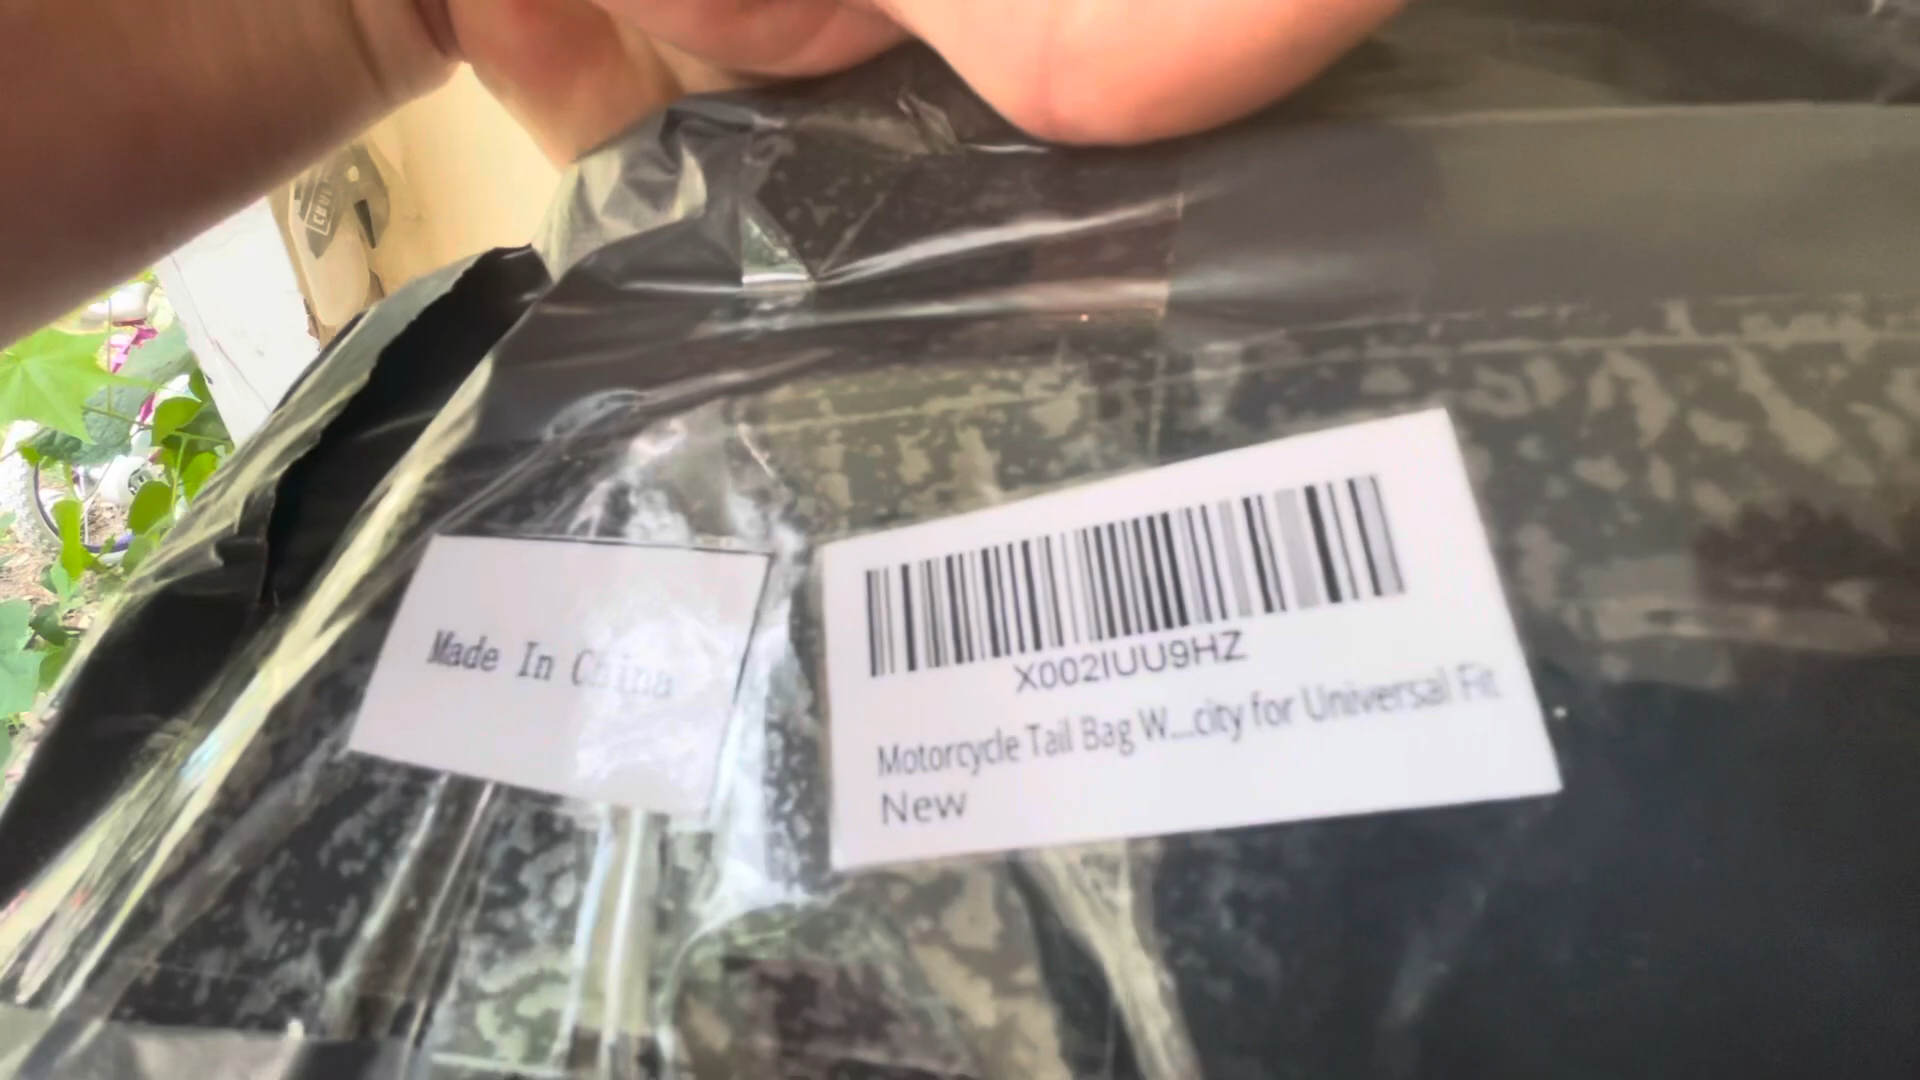 Made In China
X002IUU9HZ
Motorcycle Tail Bag W...city for Universal Fit
New